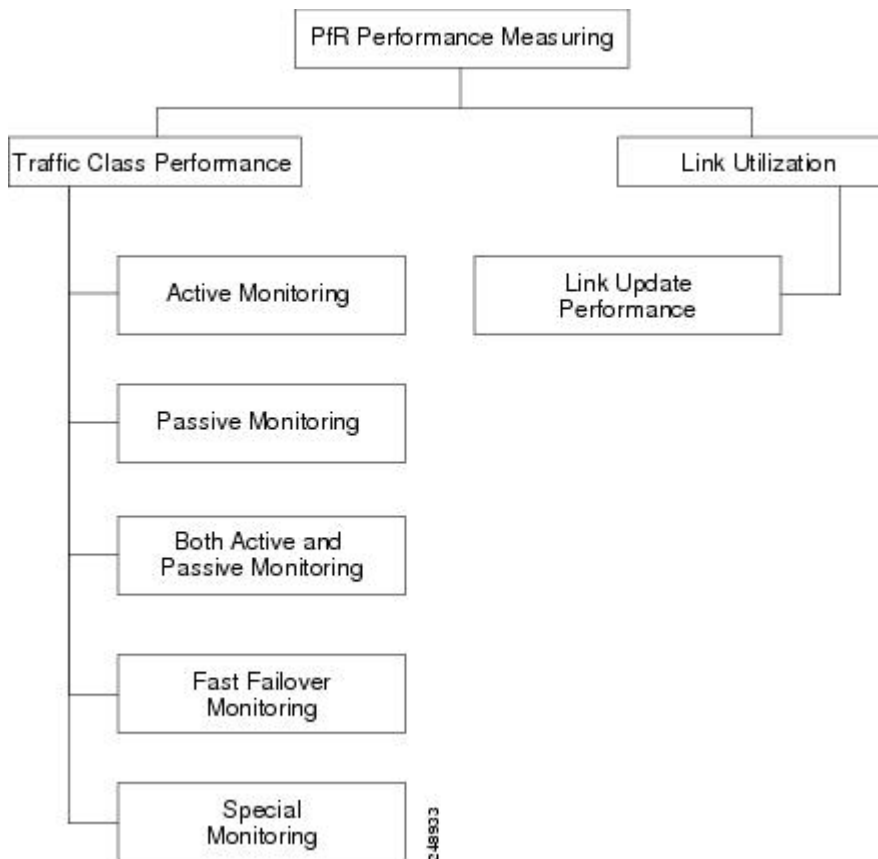 PfR Performance Measuring
Traffic Class Performance
Link Utilization
Active Monitoring
Link Update
Performance
Passive Monitoring
Both Active and
Passive Monitoring
Fast Failover
Monitoring
Special
Monitoring
248933